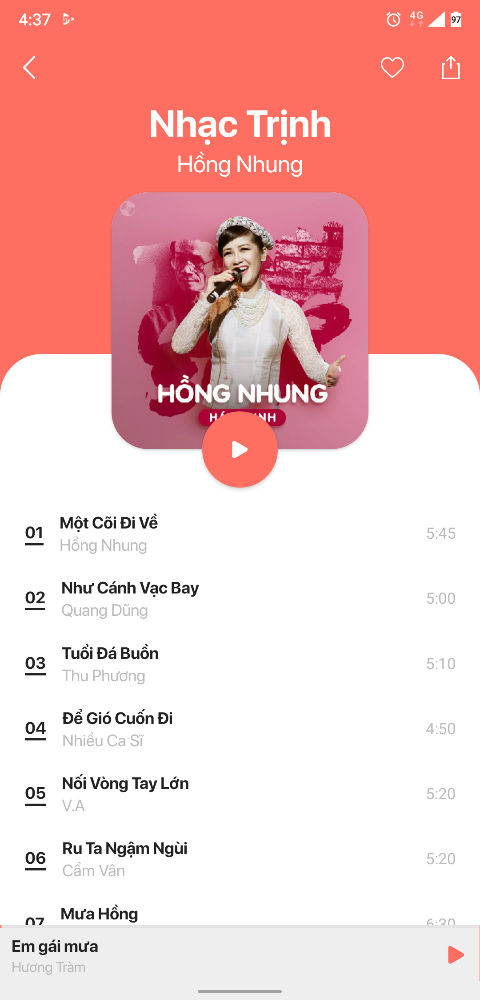 4:37
4G
97
Nhạc Trịnh
Hồng Nhung
HỒNG NHUNG
01
Một Cõi Đi Về
Hồng Nhung
5:45
02
Như Cánh Vạc Bay
Quang Dũng
5:00
03
Tuổi Đá Buồn
Thu Phương
5:10
04
Để Gió Cuốn Đi
Nhiều Ca Sĩ
4:50
05
Nối Vòng Tay Lớn
V.A
5:20
06
Ru Ta Ngậm Ngùi
Cẩm Vân
5:20
07
Mưa Hồng
6:30
Em gái mưa
Hương Tràm